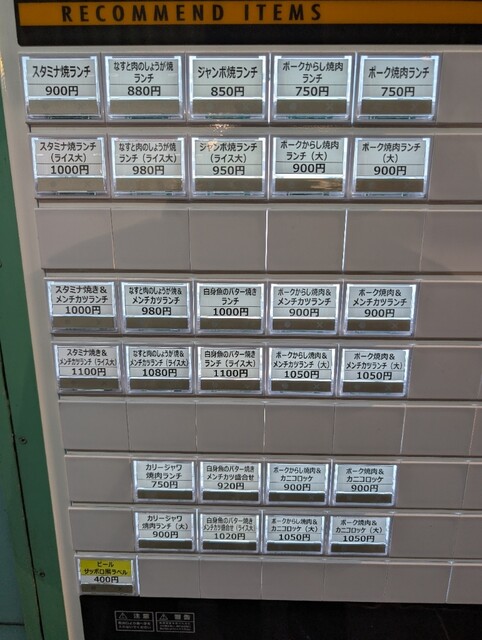 RECOMMEND ITEMS
スタミナ焼ランチ
900円
なすと肉のしょうが焼
ランチ
880円
ジャンボ焼ランチ
850円
ポークからし焼肉
ランチ
750円
ポーク焼肉ランチ
750円
スタミナ焼ランチ
(ライス大)
1000円
なすと肉のしょうが焼
ランチ(ライス大)
980円
ジャンボ焼ランチ
(ライス大)
950円
ポークからし焼肉
ランチ(大)
900円
ポーク焼肉ランチ
(大)
900円
スタミナ焼き&
メンチカツランチ
1000円
なすと肉のしょうが焼&
メンチカツランチ
980円
白身魚のバター焼き
ランチ
1000円
ポークからし焼肉&
メンチカツランチ
900円
ポーク焼肉&
メンチカツランチ
900円
スタミナ焼き&
メンチカツランチ(ライス大)
1100円
なすと肉のしょうが焼&
メンチカツランチ(ライス大)
1080円
白身魚のバター焼き
ランチ(ライス大)
1100円
ポークからし焼肉&
メンチカツランチ(大)
1050円
ポーク焼肉&
メンチカツランチ(大)
1050円
カリージャワ
焼肉ランチ
750円
白身魚のバター焼き
メンチカツ盛合せ
920円
ポークからし焼肉&
カニコロッケ
900円
ポーク焼肉&
カニコロッケ
900円
カリージャワ
焼肉ランチ(大)
900円
白身魚のバター焼き
メンチカツ盛合せ(ライス大)
1020円
ポークからし焼肉&
カニコロッケ(大)
1050円
ポーク焼肉&
カニコロッケ(大)
1050円
ビール
サッポロ黒ラベル
400円
注意
警告